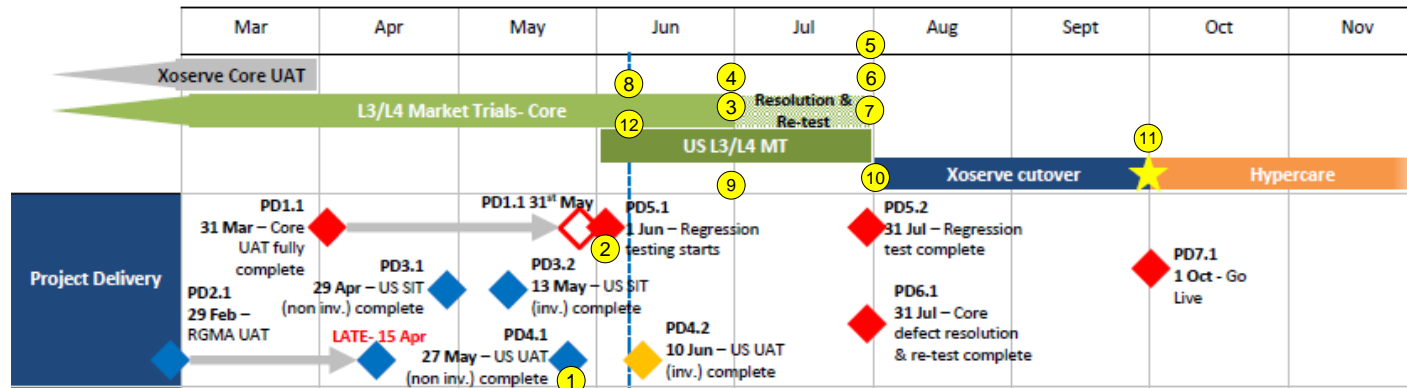 Mar Apr May Jun Jul Aug Sept Oct Nov
5
Xoserve Core UAT
8 4 6
L3/L4 Market Trials- Core
3 Resolution & 7
Re-test
12
US L3/L4 MT
11
9 10
Xoserve cutover
Hypercare
Project Delivery
PD1.1
31 Mar – Core
UAT fully
complete
PD1.1 31st May
2
PD5.1
1 Jun – Regression
testing starts
PD5.2
31 Jul – Regression
test complete
PD7.1
1 Oct - Go
Live
PD2.1
29 Feb –
RGMA UAT
PD3.1
29 Apr – US SIT
(non inv.) complete
PD3.2
13 May – US SIT
(inv.) complete
PD6.1
31 Jul – Core
defect resolution
& re-test complete
LATE- 15 Apr
PD4.1
27 May – US UAT
(non inv.) complete
1
PD4.2
10 Jun – US UAT
(inv.) complete